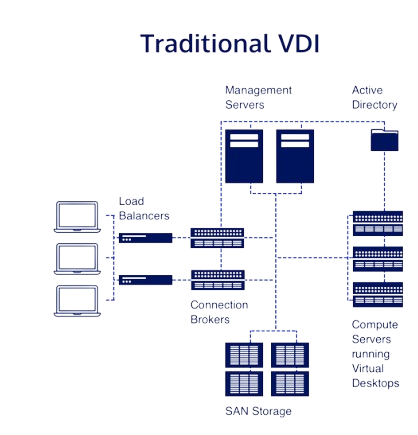 Traditional VDI
Management
Servers
Active
Directory
Load
Balancers
Connection
Brokers
Compute
Servers
running
Virtual
Desktops
SAN Storage